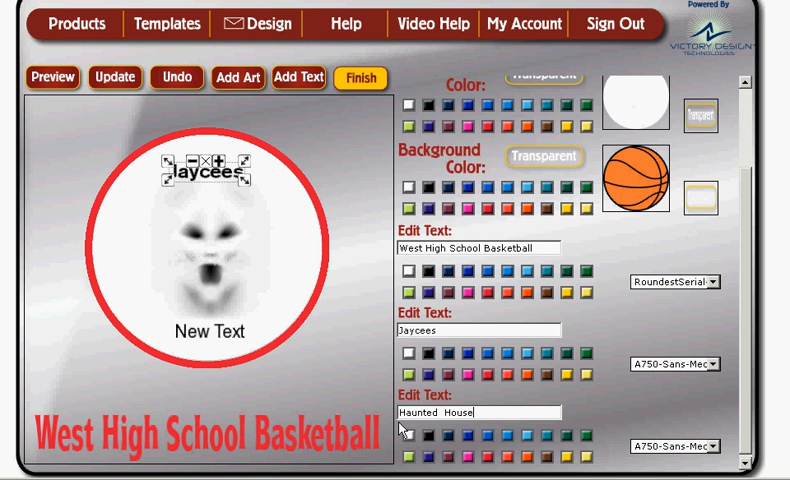 Powered By
Products Templates Design Help Video Help My Account Sign Out
VICTORY DESIGN
TECHNOLOGIES
Preview Update Undo Add Art Add Text Finish
Transparent
Color:
Transparent
Background
Color:
Transparent
Jaycees
New Text
West High School Basketball
Edit Text:
West High School Basketball
RoundestSerial
Edit Text:
Jaycees
A750-Sans-Med
Edit Text:
Haunted House
A750-Sans-Med